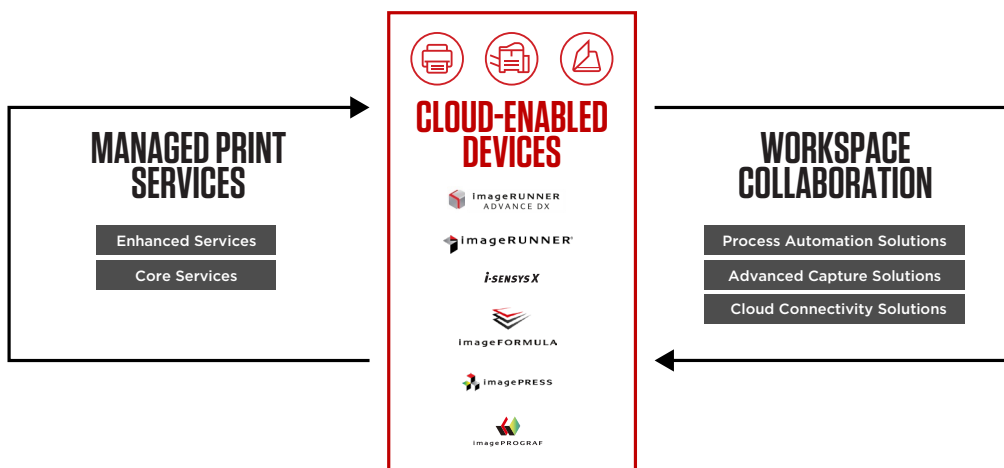 MANAGED PRINT
SERVICES
Enhanced Services
Core Services
CLOUD-ENABLED
DEVICES
imageRUNNER
ADVANCE DX
imageRUNNER®
i-SENSYS X
imageFORMULA
imagePRESS
imagePROGRAF
WORKSPACE
COLLABORATION
Process Automation Solutions
Advanced Capture Solutions
Cloud Connectivity Solutions